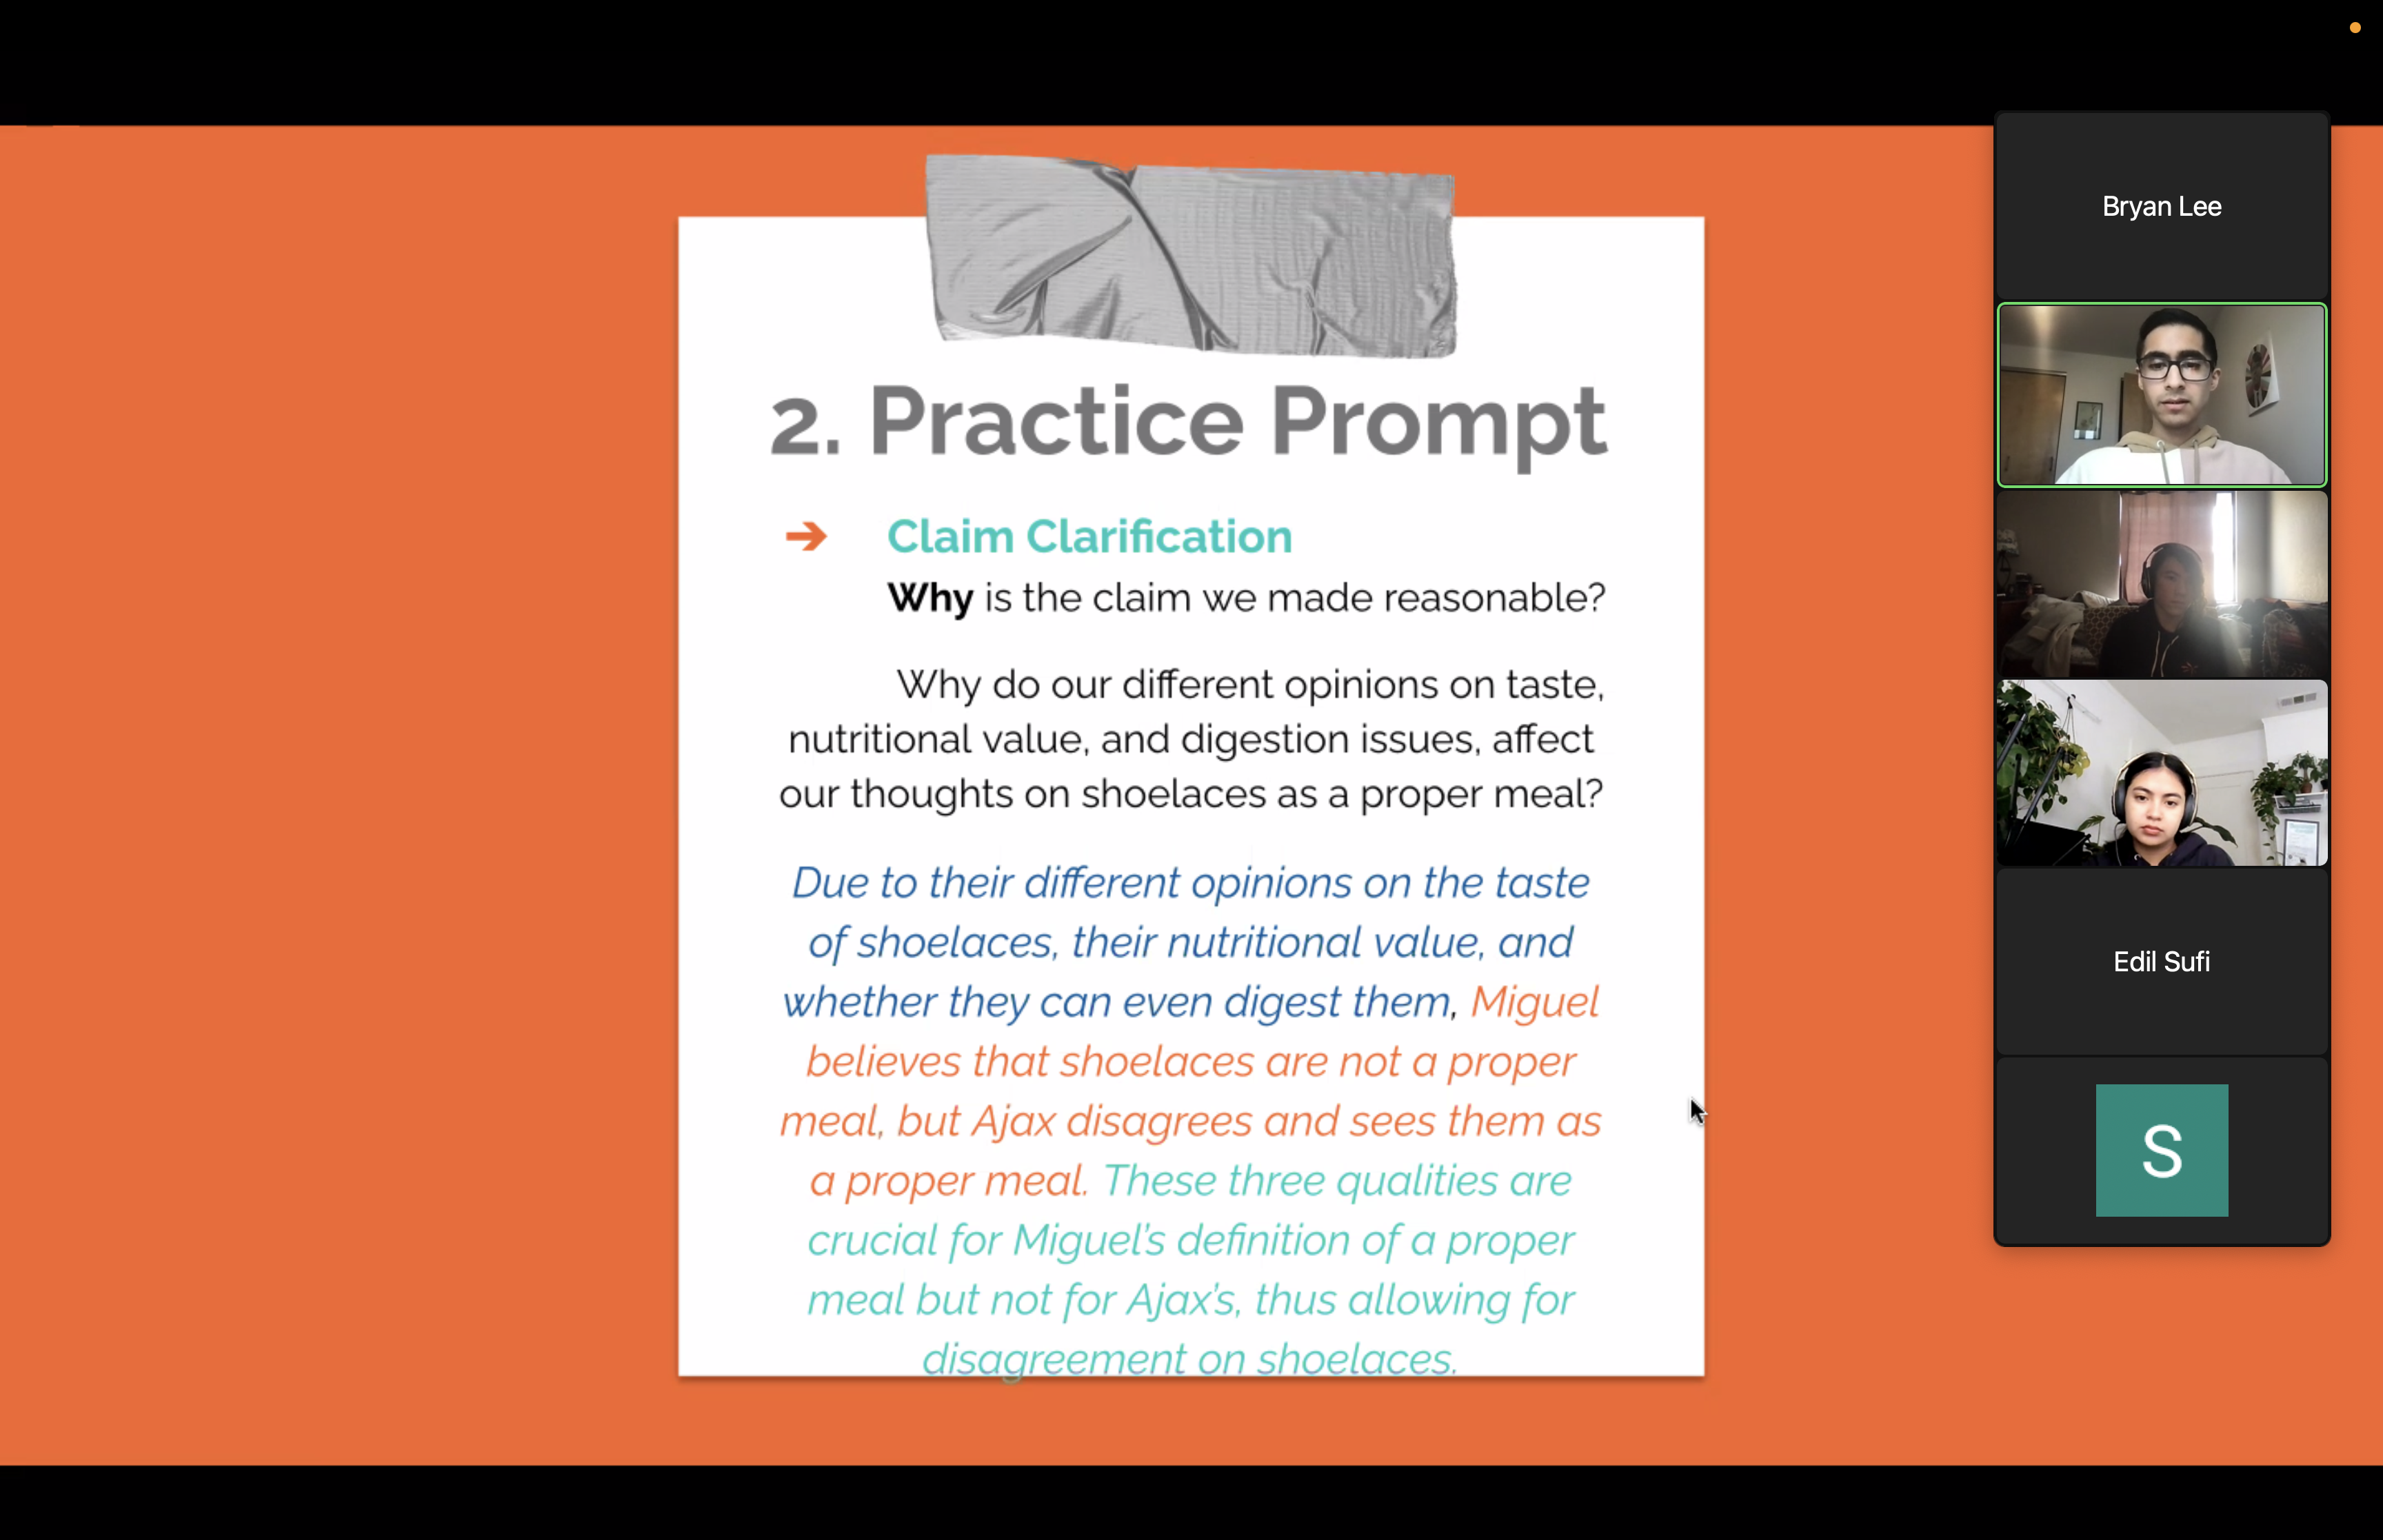 2. Practice Prompt
➔ Claim Clarification
Why is the claim we made reasonable?
Why do our different opinions on taste,
nutritional value, and digestion issues, affect
our thoughts on shoelaces as a proper meal?
Due to their different opinions on the taste
of shoelaces, their nutritional value, and
whether they can even digest them, Miguel
believes that shoelaces are not a proper
meal, but Ajax disagrees and sees them as
a proper meal. These three qualities are
crucial for Miguel's definition of a proper
meal but not for Ajax's, thus allowing for
disagreement on shoelaces.
Bryan Lee
Edil Sufi
S